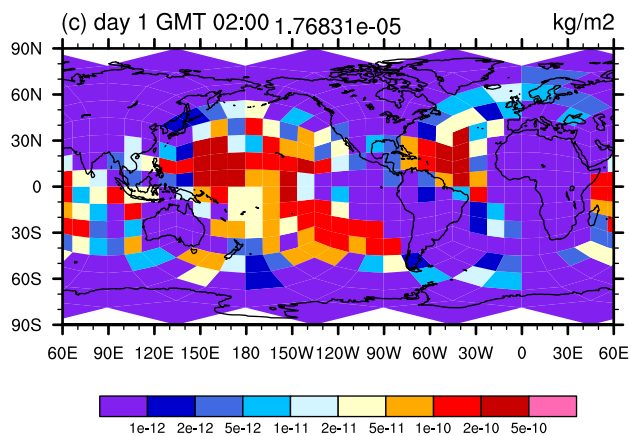 (c) day 1 GMT 02:00 1.76831e-05 kg/m2
90N
60N
30N
0
30S
60S
90S
60E 90E 120E 150E 180 150W 120W 90W 60W 30W 0 30E 60E
1e-12 2e-12 5e-12 1e-11 2e-11 5e-11 1e-10 2e-10 5e-10